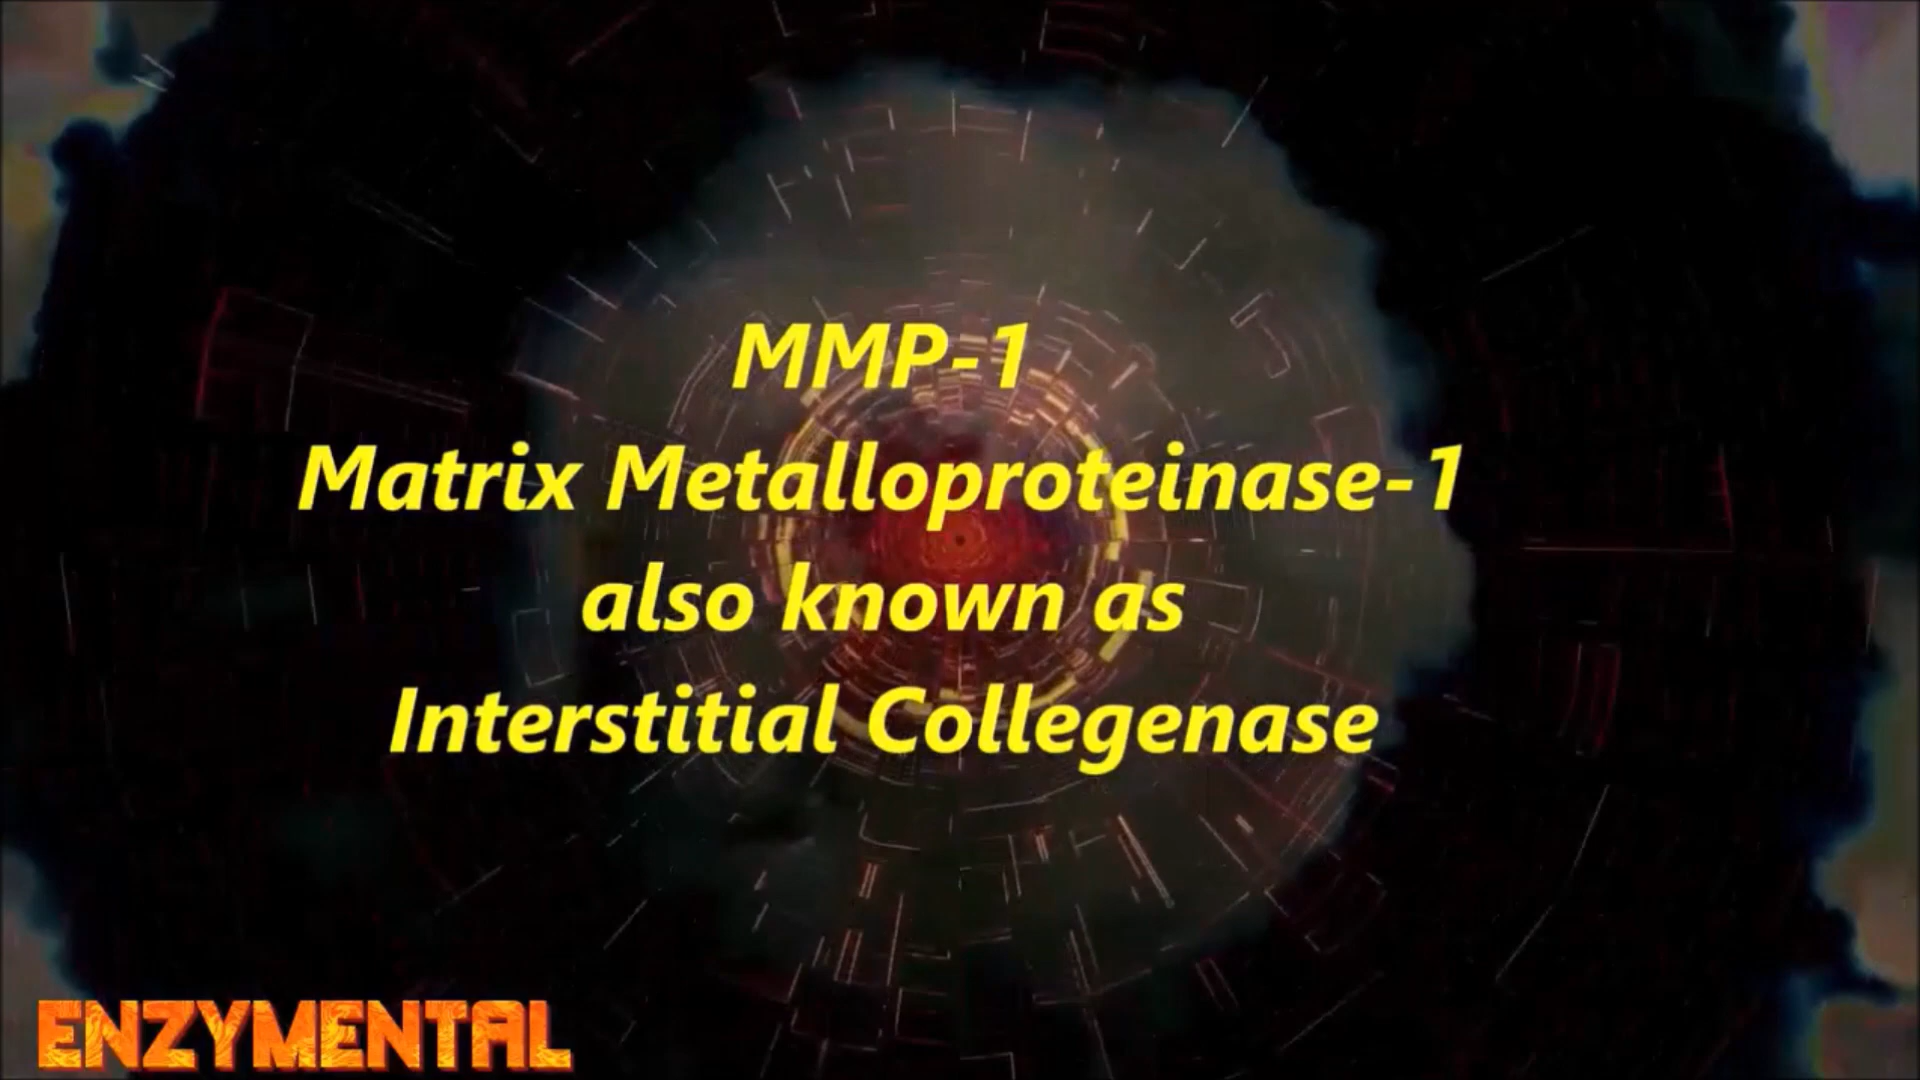 MMP-1
Matrix Metalloproteinase-1
also known as
Interstitial Collegenase
ENZYMENTAL